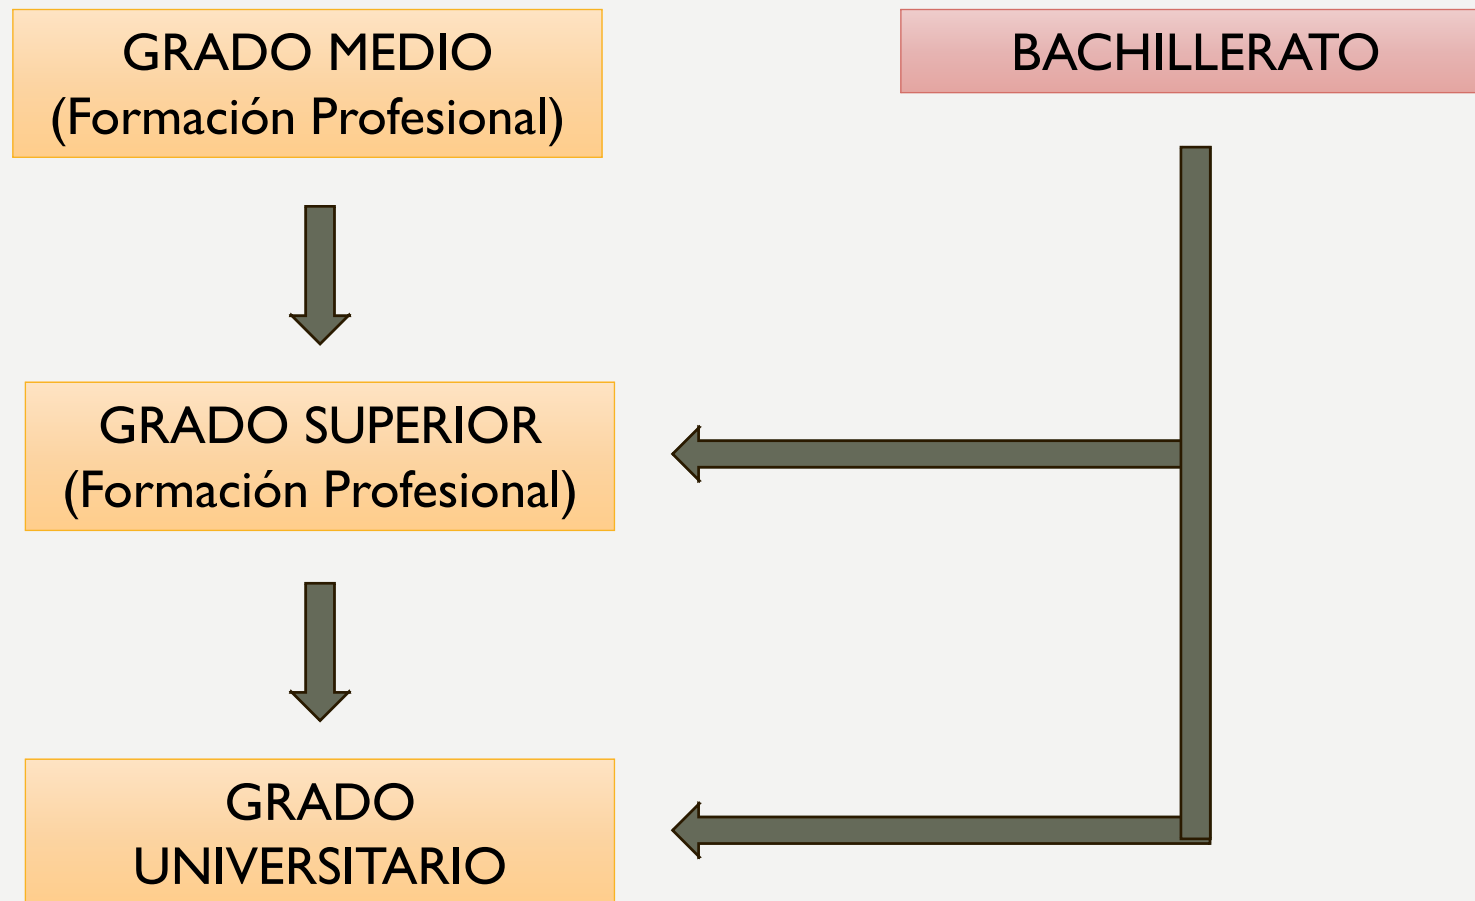 GRADO MEDIO
(Formación Profesional)
BACHILLERATO
GRADO SUPERIOR
(Formación Profesional)
GRADO
UNIVERSITARIO